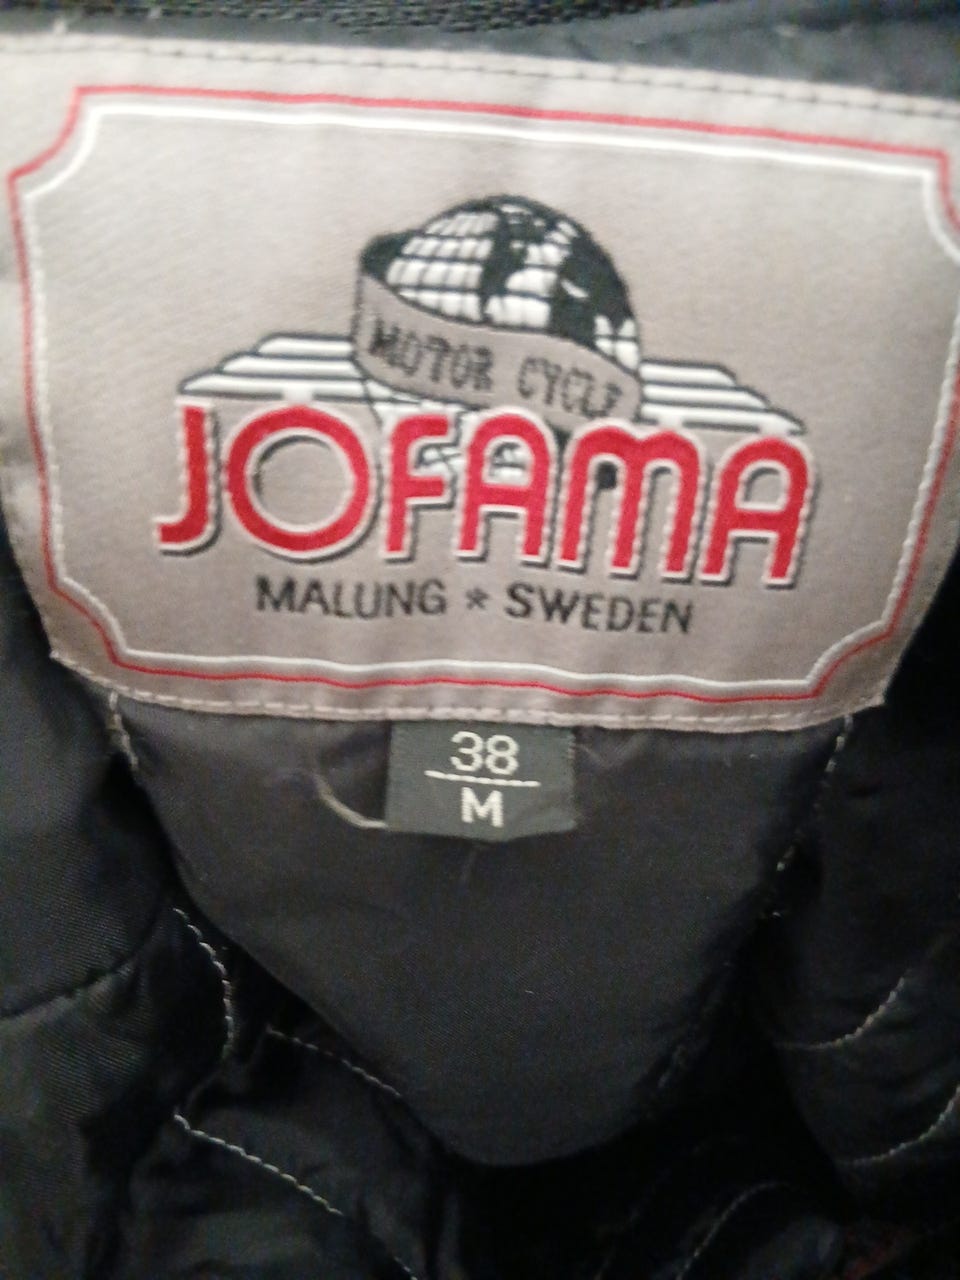 MOTOR CYCLE
JOFAMA
MALUNG * SWEDEN
38
M